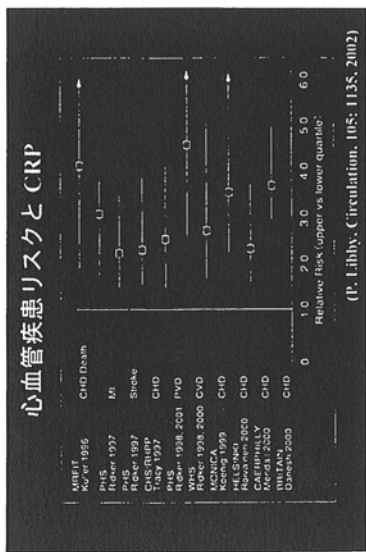 心血管疾患リスクと CRP
MRFIT
Kuller 1996 CHD Death
PHS
Ridker 1997 MI
PHS
Ridker 1997 Stroke
CHS/RHPP
Tracy 1997 CHD
PHS
Ridker 1998, 2001 PVD
WHS
Ridker 1998, 2000 CVD
MONICA
Koenig 1999 CHD
HELSINKI
Roivainen 2000 CHD
CAERPHILLY
Mendall 2000 CHD
BRITAIN
Danesh 2000 CHD
0 1.0 2.0 3.0 4.0 5.0 6.0
Relative Risk (upper vs lower quartile)
(P. Libby. Circulation. 105: 1135, 2002)